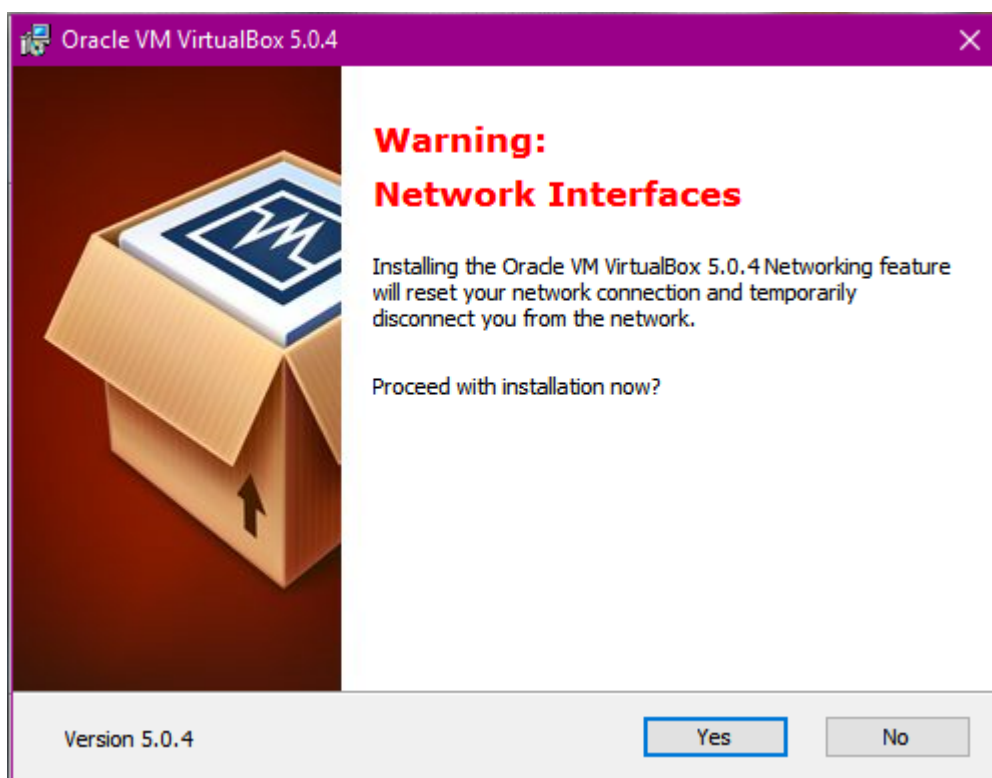 Oracle VM VirtualBox 5.0.4
Warning:
Network Interfaces
Installing the Oracle VM VirtualBox 5.0.4 Networking feature
will reset your network connection and temporarily
disconnect you from the network.
Proceed with installation now?
Version 5.0.4
Yes
No